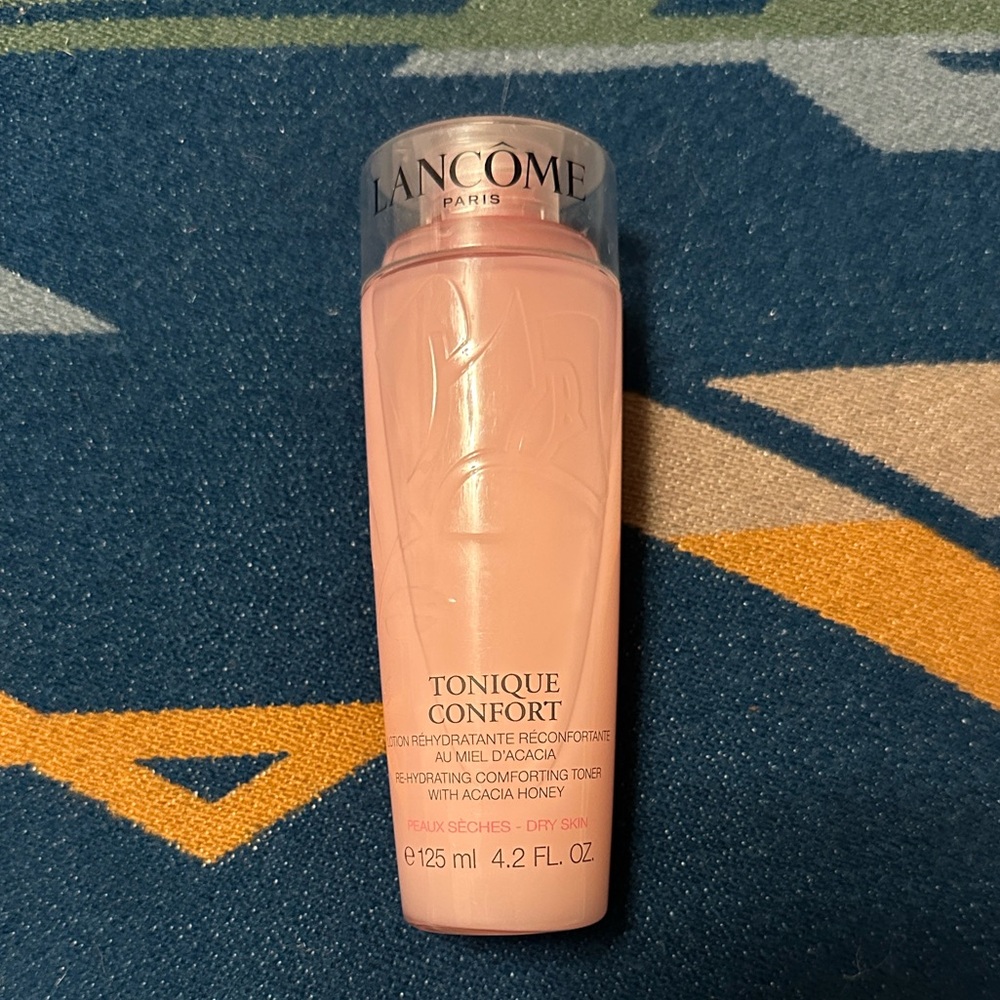 LANCÔME
PARIS
TONIQUE
CONFORT
LOTION RÉHYDRATANTE RÉCONFORTANTE
AU MIEL D'ACACIA
RE-HYDRATING COMFORTING TONER
WITH ACACIA HONEY
PEAUX SÈCHES - DRY SKIN
℮ 125 ml 4.2 FL. OZ.